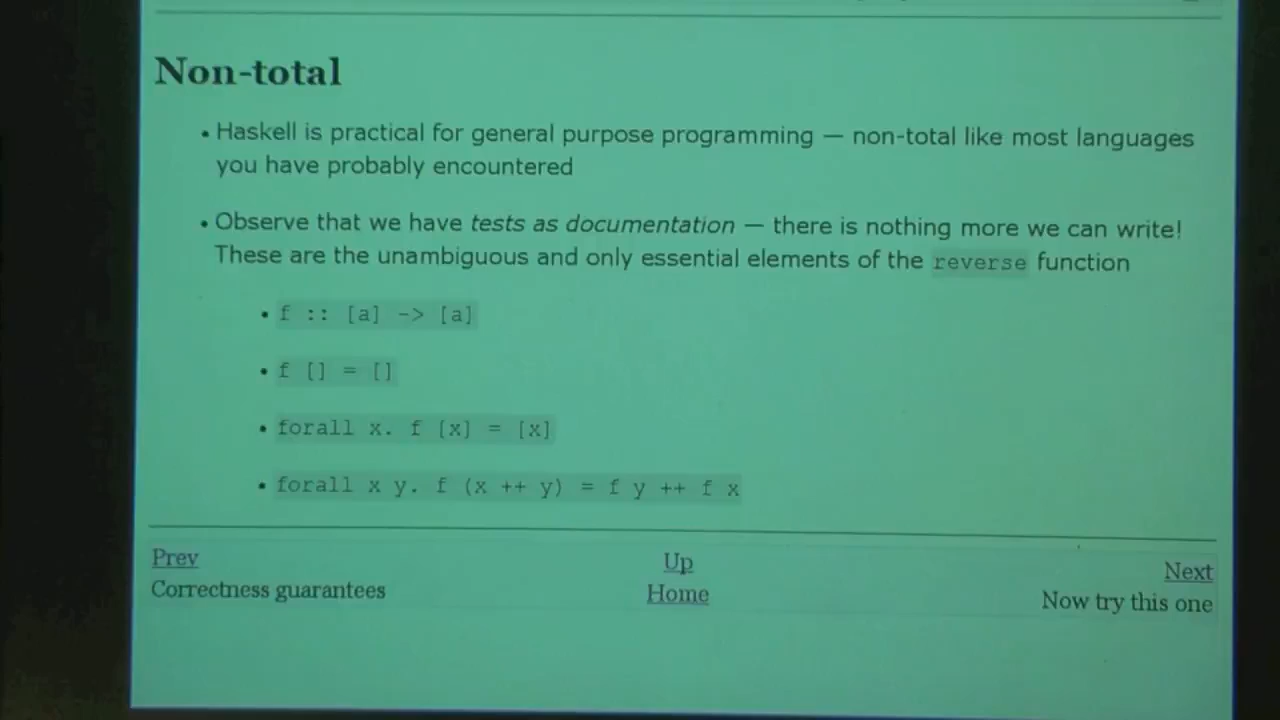 Non-total
• Haskell is practical for general purpose programming — non-total like most languages
you have probably encountered
• Observe that we have tests as documentation — there is nothing more we can write!
These are the unambiguous and only essential elements of the reverse function
• f :: [a] -> [a]
• f [] = []
• forall x. f [x] = [x]
• forall x y. f (x ++ y) = f y ++ f x
Prev Up Next
Correctness guarantees Home Now try this one